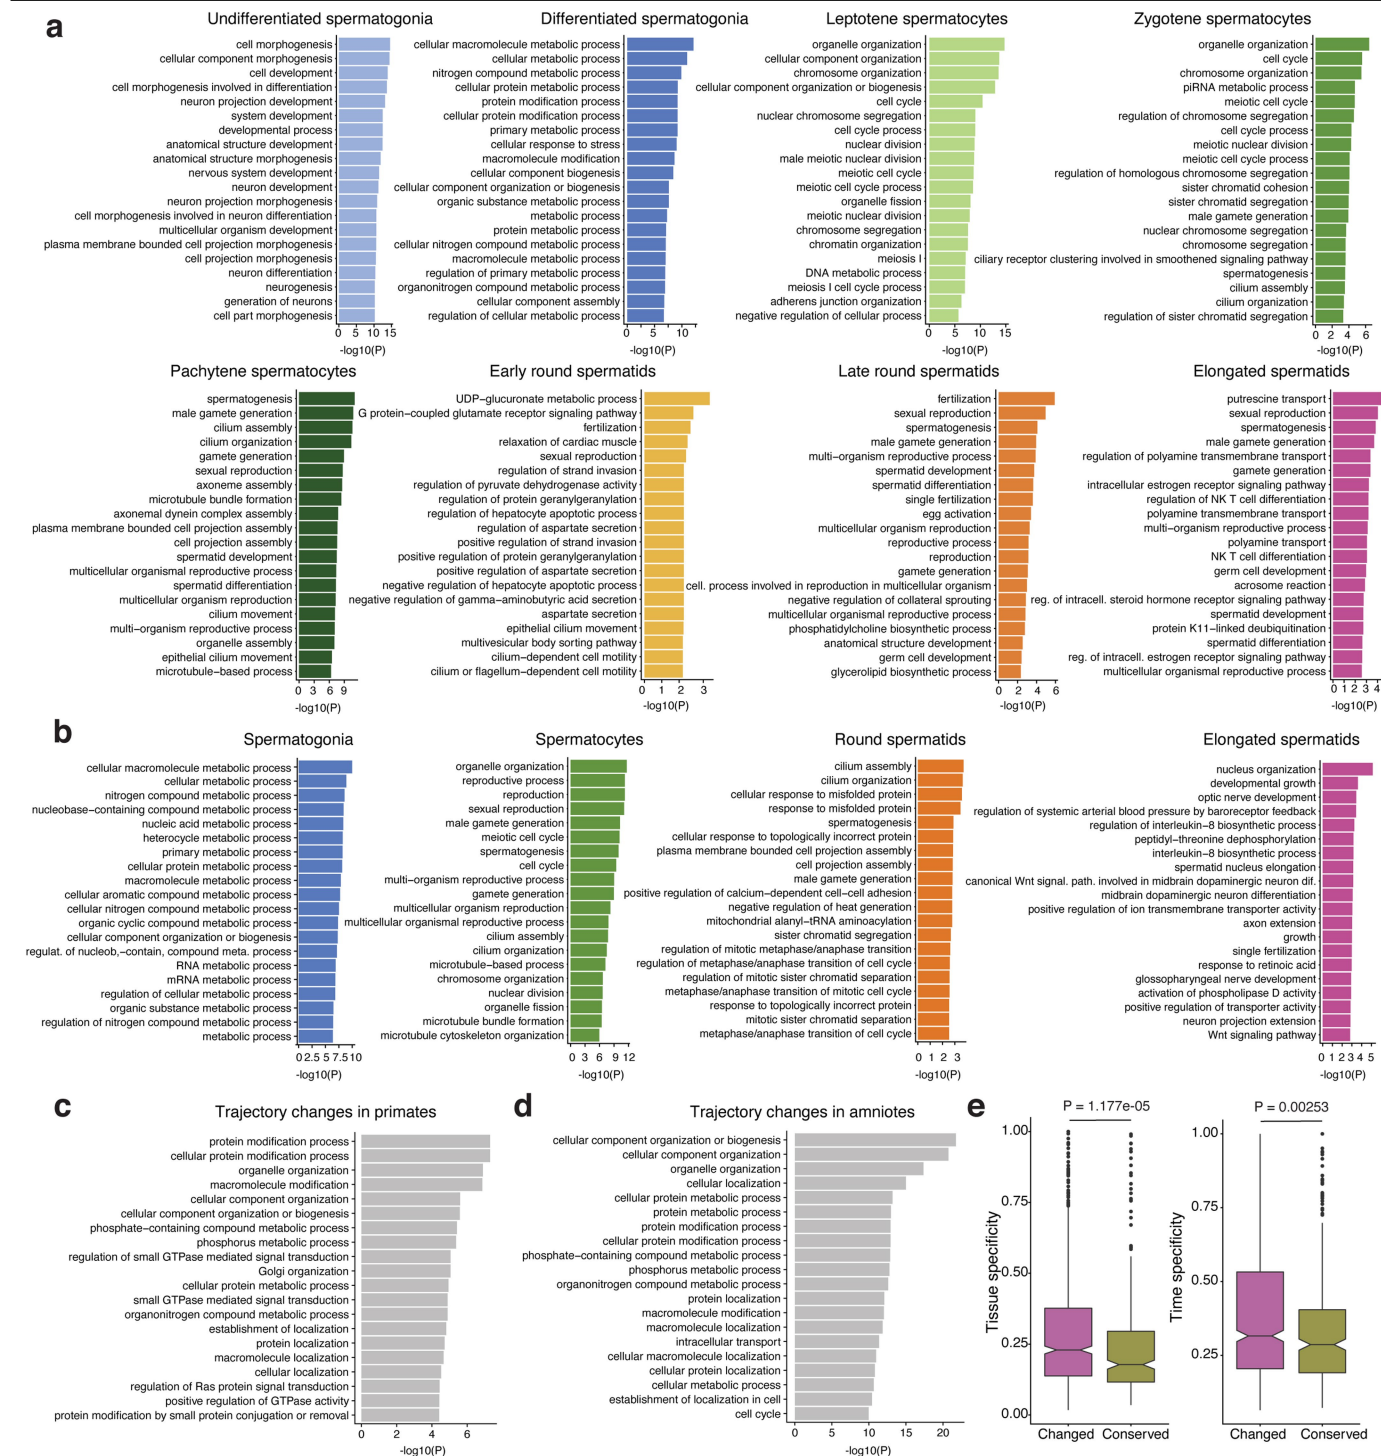 a
Undifferentiated spermatogonia
cell morphogenesis
cellular component morphogenesis
cell development
cell morphogenesis involved in differentiation
neuron projection development
system development
developmental process
anatomical structure development
anatomical structure morphogenesis
nervous system development
neuron development
neuron projection morphogenesis
cell morphogenesis involved in neuron differentiation
multicellular organism development
plasma membrane bounded cell projection morphogenesis
cell projection morphogenesis
neuron differentiation
neurogenesis
generation of neurons
cell part morphogenesis
0 5 10 15
-log10(P)
Differentiated spermatogonia
cellular macromolecule metabolic process
cellular metabolic process
nitrogen compound metabolic process
cellular protein metabolic process
protein modification process
cellular protein modification process
primary metabolic process
cellular response to stress
macromolecule modification
cellular component biogenesis
cellular component organization or biogenesis
organic substance metabolic process
metabolic process
protein metabolic process
cellular nitrogen compound metabolic process
macromolecule metabolic process
regulation of primary metabolic process
organonitrogen compound metabolic process
cellular component assembly
regulation of cellular metabolic process
0 5 10
-log10(P)
Leptotene spermatocytes
organelle organization
cellular component organization
chromosome organization
cellular component organization or biogenesis
cell cycle
nuclear chromosome segregation
cell cycle process
nuclear division
male meiotic nuclear division
meiotic cell cycle
meiotic cell cycle process
organelle fission
meiotic nuclear division
chromosome segregation
chromatin organization
meiosis I
DNA metabolic process
meiosis I cell cycle process
adherens junction organization
negative regulation of cellular process
0 5 10 15
-log10(P)
Zygotene spermatocytes
organelle organization
cell cycle
chromosome organization
piRNA metabolic process
meiotic cell cycle
regulation of chromosome segregation
cell cycle process
meiotic nuclear division
meiotic cell cycle process
regulation of homologous chromosome segregation
sister chromatid cohesion
sister chromatid segregation
male gamete generation
nuclear chromosome segregation
chromosome segregation
ciliary receptor clustering involved in smoothened signaling pathway
spermatogenesis
cilium assembly
cilium organization
regulation of sister chromatid segregation
0 2 4 6
-log10(P)
Pachytene spermatocytes
spermatogenesis
male gamete generation
cilium assembly
cilium organization
gamete generation
sexual reproduction
axoneme assembly
microtubule bundle formation
axonemal dynein complex assembly
plasma membrane bounded cell projection assembly
cell projection assembly
spermatid development
multicellular organismal reproductive process
spermatid differentiation
multicellular organism reproduction
cilium movement
multi−organism reproductive process
organelle assembly
epithelial cilium movement
microtubule−based process
0 3 6 9
-log10(P)
Early round spermatids
UDP−glucuronate metabolic process
G protein−coupled glutamate receptor signaling pathway
fertilization
relaxation of cardiac muscle
sexual reproduction
regulation of strand invasion
regulation of pyruvate dehydrogenase activity
regulation of protein geranylgeranylation
regulation of hepatocyte apoptotic process
regulation of aspartate secretion
positive regulation of strand invasion
positive regulation of protein geranylgeranylation
positive regulation of aspartate secretion
negative regulation of hepatocyte apoptotic process
negative regulation of gamma−aminobutyric acid secretion
aspartate secretion
epithelial cilium movement
multivesicular body sorting pathway
cilium−dependent cell motility
cilium or flagellum−dependent cell motility
0 1 2 3
-log10(P)
Late round spermatids
fertilization
sexual reproduction
spermatogenesis
male gamete generation
multi−organism reproductive process
spermatid development
spermatid differentiation
single fertilization
egg activation
multicellular organism reproduction
reproductive process
reproduction
gamete generation
cell. process involved in reproduction in multicellular organism
negative regulation of collateral sprouting
multicellular organismal reproductive process
phosphatidylcholine biosynthetic process
anatomical structure development
germ cell development
glycerolipid biosynthetic process
0 2 4 6
-log10(P)
Elongated spermatids
putrescine transport
sexual reproduction
spermatogenesis
male gamete generation
regulation of polyamine transmembrane transport
gamete generation
intracellular estrogen receptor signaling pathway
regulation of NK T cell differentiation
polyamine transmembrane transport
multi−organism reproductive process
polyamine transport
NK T cell differentiation
germ cell development
acrosome reaction
reg. of intracell. steroid hormone receptor signaling pathway
spermatid development
protein K11−linked deubiquitination
spermatid differentiation
reg. of intracell. estrogen receptor signaling pathway
multicellular organismal reproductive process
0 1 2 3 4
-log10(P)
b
Spermatogonia
cellular macromolecule metabolic process
cellular metabolic process
nitrogen compound metabolic process
nucleobase−containing compound metabolic process
nucleic acid metabolic process
heterocycle metabolic process
primary metabolic process
cellular protein metabolic process
macromolecule metabolic process
cellular aromatic compound metabolic process
cellular nitrogen compound metabolic process
organic cyclic compound metabolic process
cellular component organization or biogenesis
regulat. of nucleob,−contain, compound meta. process
RNA metabolic process
mRNA metabolic process
regulation of cellular metabolic process
organic substance metabolic process
regulation of nitrogen compound metabolic process
metabolic process
0 2.5 5 7.5 10
-log10(P)
Spermatocytes
organelle organization
reproductive process
reproduction
sexual reproduction
male gamete generation
meiotic cell cycle
spermatogenesis
cell cycle
multi−organism reproductive process
gamete generation
multicellular organism reproduction
multicellular organismal reproductive process
cilium assembly
cilium organization
microtubule−based process
chromosome organization
nuclear division
organelle fission
microtubule bundle formation
microtubule cytoskeleton organization
0 3 6 9 12
-log10(P)
Round spermatids
cilium assembly
cilium organization
cellular response to misfolded protein
response to misfolded protein
spermatogenesis
cellular response to topologically incorrect protein
plasma membrane bounded cell projection assembly
cell projection assembly
male gamete generation
positive regulation of calcium−dependent cell−cell adhesion
negative regulation of heat generation
mitochondrial alanyl−tRNA aminoacylation
sister chromatid segregation
regulation of mitotic metaphase/anaphase transition
regulation of metaphase/anaphase transition of cell cycle
regulation of mitotic sister chromatid separation
metaphase/anaphase transition of mitotic cell cycle
response to topologically incorrect protein
mitotic sister chromatid separation
metaphase/anaphase transition of cell cycle
0 1 2 3
-log10(P)
Elongated spermatids
nucleus organization
developmental growth
optic nerve development
regulation of systemic arterial blood pressure by baroreceptor feedback
regulation of interleukin−8 biosynthetic process
peptidyl−threonine dephosphorylation
interleukin−8 biosynthetic process
spermatid nucleus elongation
canonical Wnt signal. path. involved in midbrain dopaminergic neuron dif.
midbrain dopaminergic neuron differentiation
positive regulation of ion transmembrane transporter activity
axon extension
growth
single fertilization
response to retinoic acid
glossopharyngeal nerve development
activation of phospholipase D activity
positive regulation of transporter activity
neuron projection extension
Wnt signaling pathway
0 1 2 3 4 5
-log10(P)
c
Trajectory changes in primates
protein modification process
cellular protein modification process
organelle organization
macromolecule modification
cellular component organization
cellular component organization or biogenesis
phosphate−containing compound metabolic process
phosphorus metabolic process
regulation of small GTPase mediated signal transduction
Golgi organization
cellular protein metabolic process
small GTPase mediated signal transduction
organonitrogen compound metabolic process
establishment of localization
protein localization
macromolecule localization
cellular localization
regulation of Ras protein signal transduction
positive regulation of GTPase activity
protein modification by small protein conjugation or removal
0 2 4 6
-log10(P)
d
Trajectory changes in amniotes
cellular component organization or biogenesis
cellular component organization
organelle organization
cellular localization
cellular protein metabolic process
protein metabolic process
protein modification process
cellular protein modification process
phosphate−containing compound metabolic process
phosphorus metabolic process
organonitrogen compound metabolic process
protein localization
macromolecule modification
macromolecule localization
intracellular transport
cellular macromolecule localization
cellular protein localization
cellular metabolic process
establishment of localization in cell
cell cycle
0 5 10 15 20
-log10(P)
e
P = 1.177e-05
Tissue specificity
1.00
0.75
0.50
0.25
0.00
Changed Conserved
P = 0.00253
Time specificity
1.00
0.75
0.50
0.25
Changed Conserved